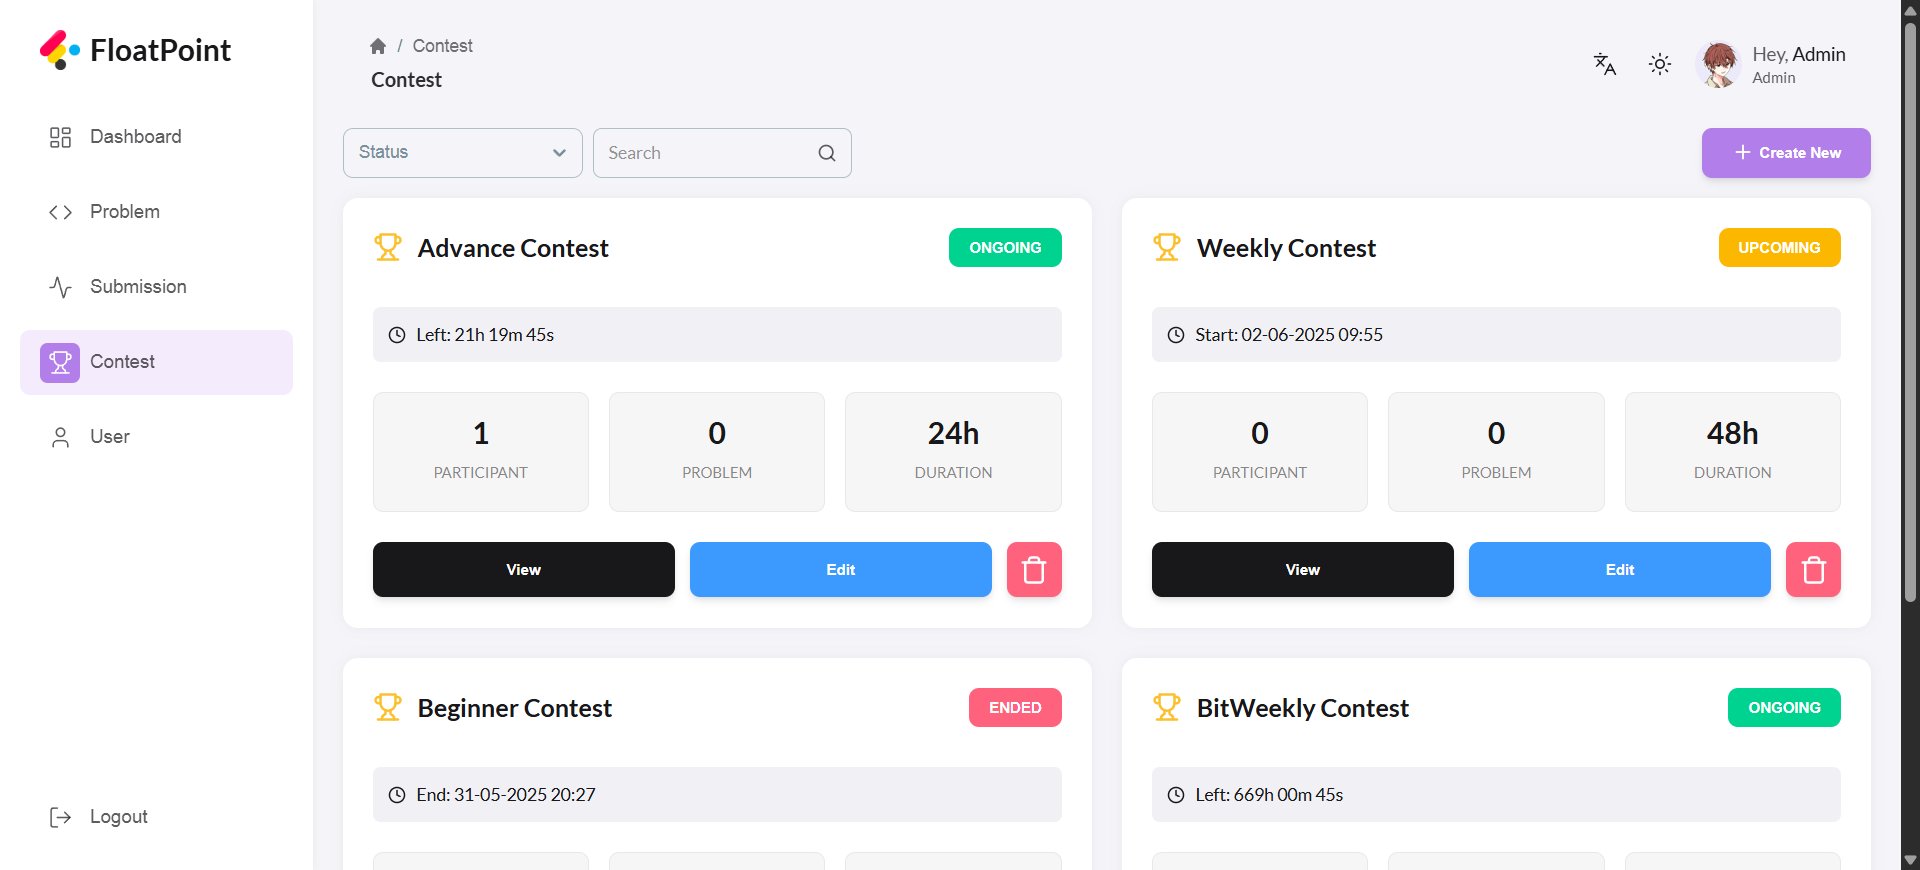 FloatPoint
Dashboard
Problem
Submission
Contest
User
Logout
/ Contest
Contest
Hey, Admin
Admin
Status
Search
+ Create New
Advance Contest
ONGOING
Left: 21h 19m 45s
1
PARTICIPANT
0
PROBLEM
24h
DURATION
View
Edit
Weekly Contest
UPCOMING
Start: 02-06-2025 09:55
0
PARTICIPANT
0
PROBLEM
48h
DURATION
View
Edit
Beginner Contest
ENDED
End: 31-05-2025 20:27
BitWeekly Contest
ONGOING
Left: 669h 00m 45s